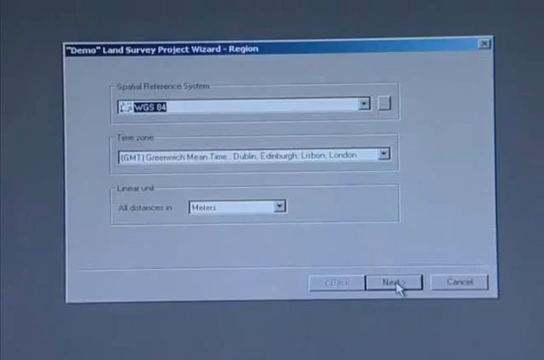 "Demo" Land Survey Project Wizard - Region
Spatial Reference System
WGS 84
Time zone
(GMT) Greenwich Mean Time : Dublin, Edinburgh, Lisbon, London
Linear unit
All distances in
Meters
< Back
Next >
Cancel